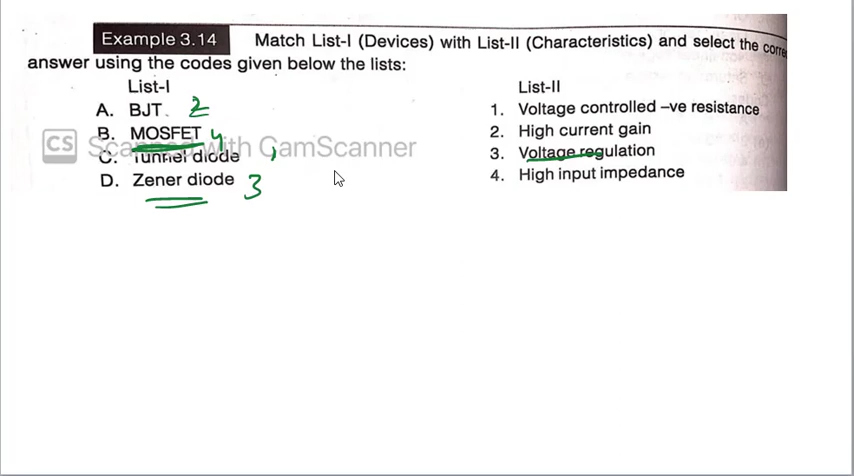 Example 3.14 Match List-I (Devices) with List-II (Characteristics) and select the corre
answer using the codes given below the lists:
List-I
A. BJT 2
B. MOSFET 4
C. Tunnel diode 1
D. Zener diode 3
List-II
1. Voltage controlled –ve resistance
2. High current gain
3. Voltage regulation
4. High input impedance
CS Scanned with CamScanner